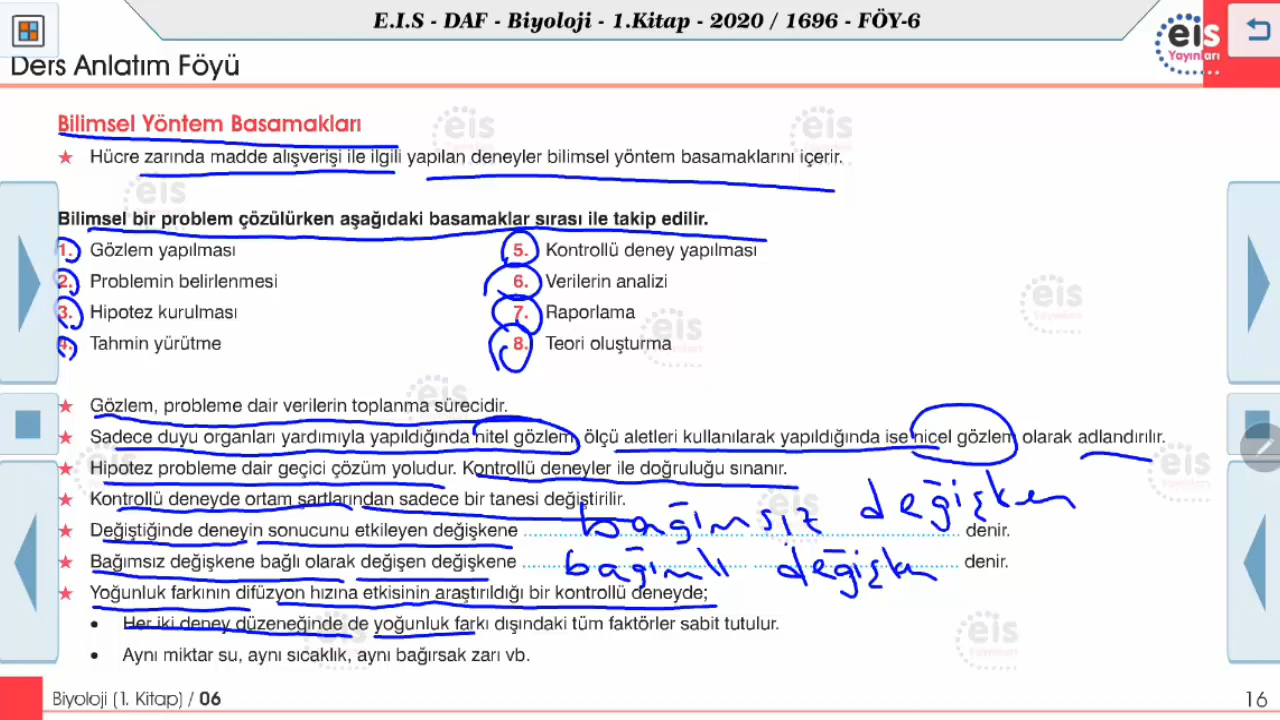 E.I.S - DAF - Biyoloji - 1.Kitap - 2020 / 1696 - FÖY-6
eis
Yayınları
Ders Anlatım Föyü
Bilimsel Yöntem Basamakları
★ Hücre zarında madde alışverişi ile ilgili yapılan deneyler bilimsel yöntem basamaklarını içerir.
Bilimsel bir problem çözülürken aşağıdaki basamaklar sırası ile takip edilir.
1. Gözlem yapılması
2. Problemin belirlenmesi
3. Hipotez kurulması
4. Tahmin yürütme
5. Kontrollü deney yapılması
6. Verilerin analizi
7. Raporlama
8. Teori oluşturma
★ Gözlem, probleme dair verilerin toplanma sürecidir.
★ Sadece duyu organları yardımıyla yapıldığında nitel gözlem, ölçü aletleri kullanılarak yapıldığında ise nicel gözlem olarak adlandırılır.
★ Hipotez probleme dair geçici çözüm yoludur. Kontrollü deneyler ile doğruluğu sınanır.
★ Kontrollü deneyde ortam şartlarından sadece bir tanesi değiştirilir.
★ Değiştiğinde deneyin sonucunu etkileyen değişkene bağımsız değişken denir.
★ Bağımsız değişkene bağlı olarak değişen değişkene bağımlı değişken denir.
★ Yoğunluk farkının difüzyon hızına etkisinin araştırıldığı bir kontrollü deneyde;
• Her iki deney düzeneğinde de yoğunluk farkı dışındaki tüm faktörler sabit tutulur.
• Aynı miktar su, aynı sıcaklık, aynı bağırsak zarı vb.
Biyoloji (1. Kitap) / 06
16